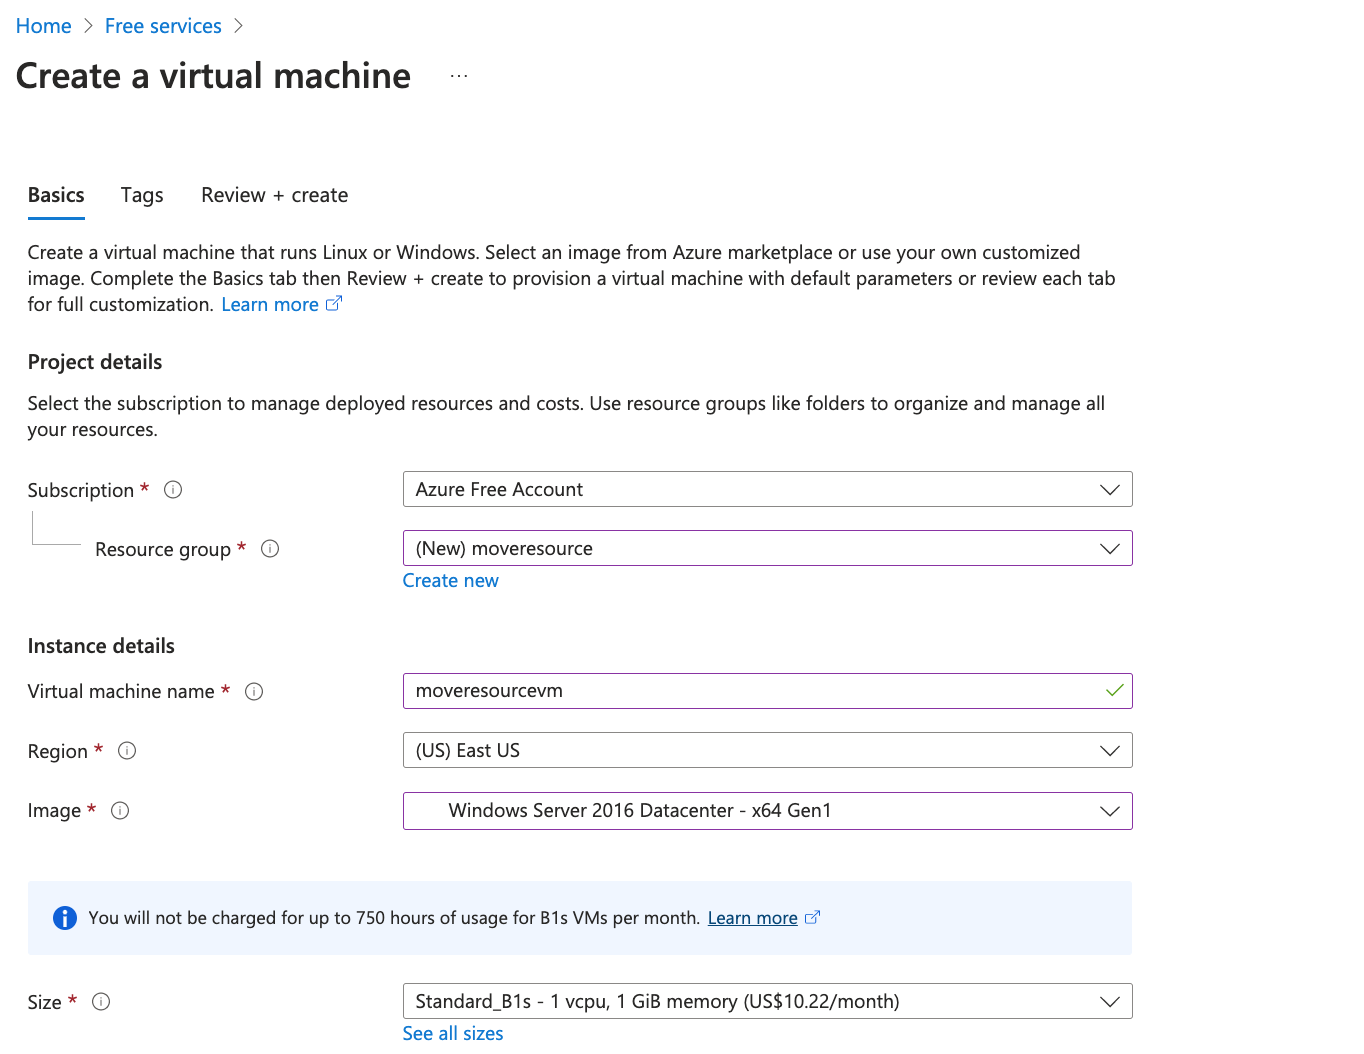 Home > Free services >
Create a virtual machine ...
Basics Tags Review + create
Create a virtual machine that runs Linux or Windows. Select an image from Azure marketplace or use your own customized
image. Complete the Basics tab then Review + create to provision a virtual machine with default parameters or review each tab
for full customization. Learn more
Project details
Select the subscription to manage deployed resources and costs. Use resource groups like folders to organize and manage all
your resources.
Subscription * Azure Free Account
Resource group * (New) moveresource
Create new
Instance details
Virtual machine name * moveresourcevm
Region * (US) East US
Image * Windows Server 2016 Datacenter - x64 Gen1
You will not be charged for up to 750 hours of usage for B1s VMs per month. Learn more
Size * Standard_B1s - 1 vcpu, 1 GiB memory (US$10.22/month)
See all sizes